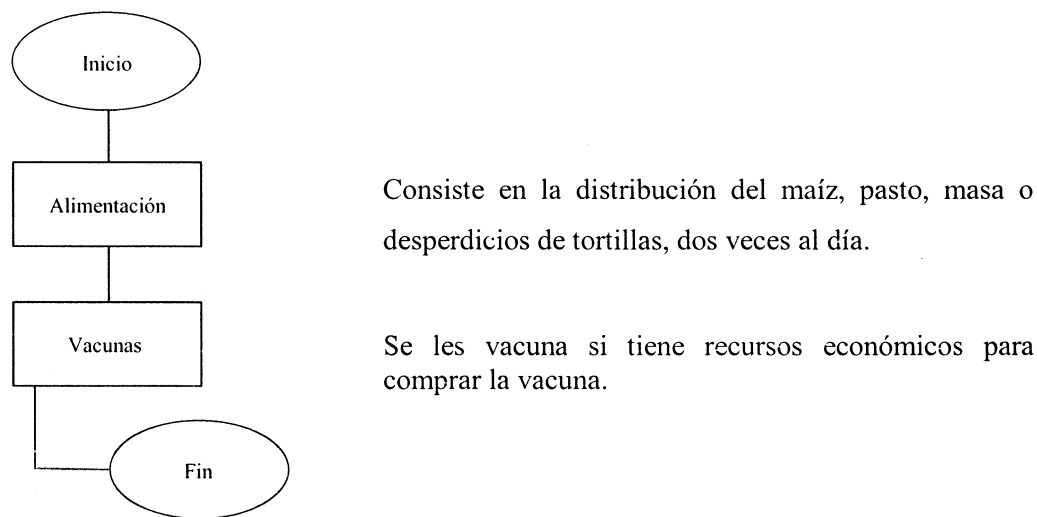 Inicio
Alimentación
Consiste en la distribución del maíz, pasto, masa o
desperdicios de tortillas, dos veces al día.
Vacunas
Se les vacuna si tiene recursos económicos para
comprar la vacuna.
Fin